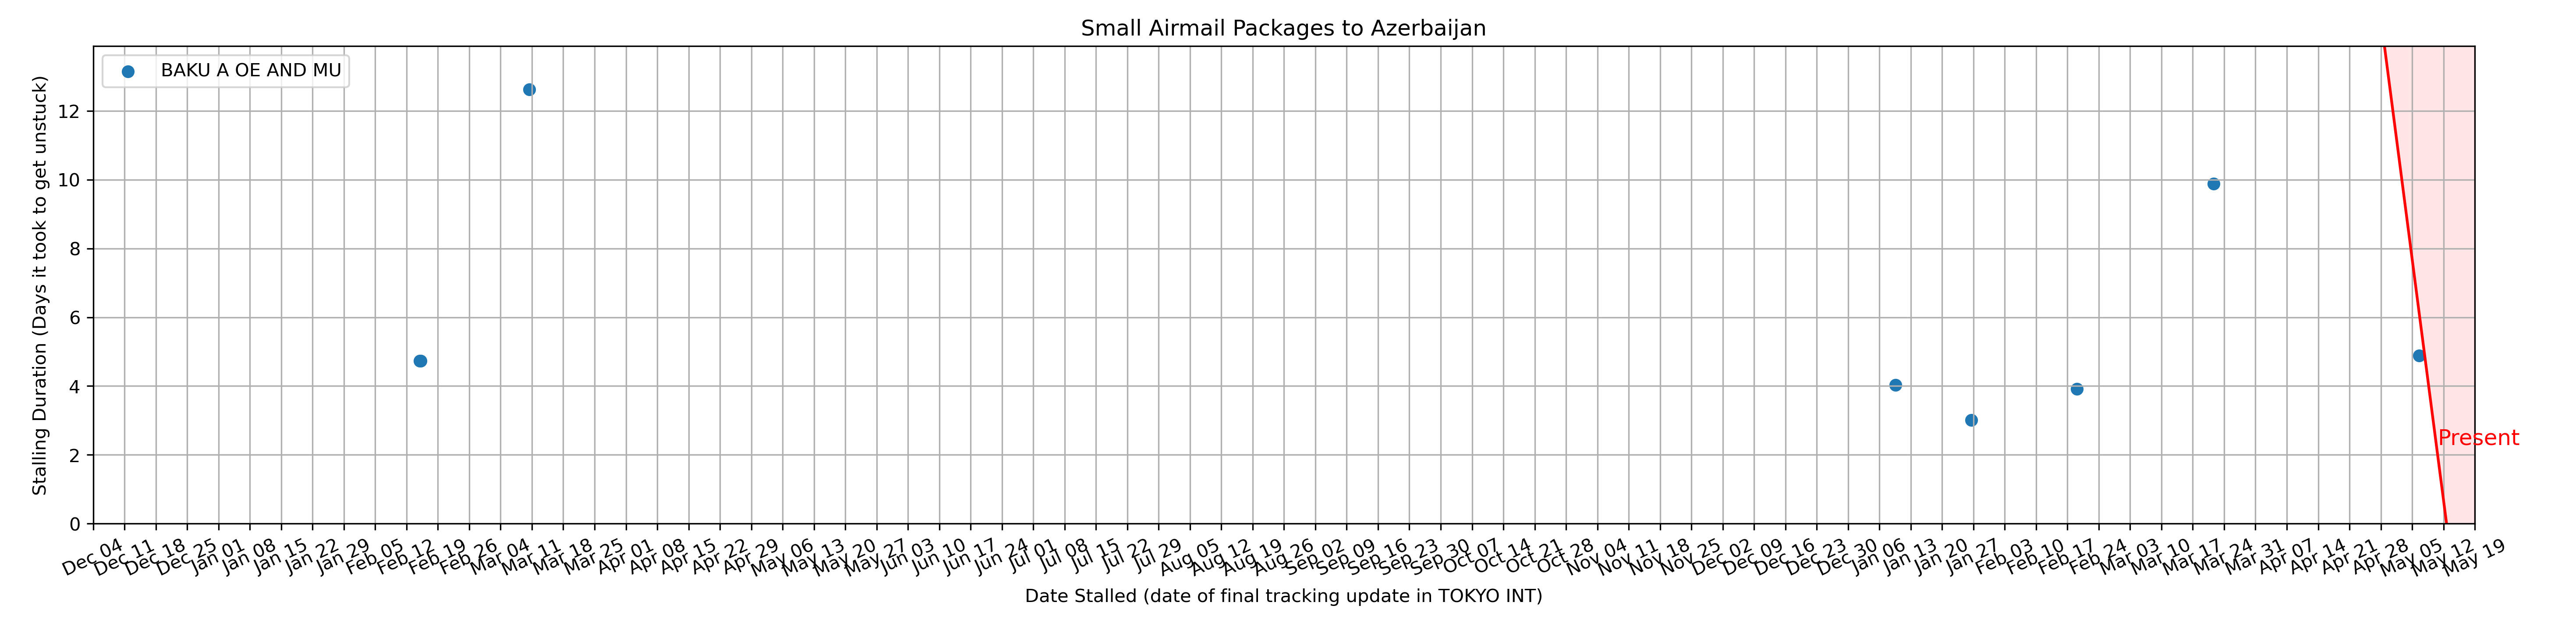 Small Airmail Packages to Azerbaijan
BAKU A OE AND MU
Stalling Duration (Days it took to get unstuck)
12
10
8
6
4
2
0
Present
Dec 04
Dec 11
Dec 18
Dec 25
Jan 01
Jan 08
Jan 15
Jan 22
Jan 29
Feb 05
Feb 12
Feb 19
Feb 26
Mar 04
Mar 11
Mar 18
Mar 25
Apr 01
Apr 08
Apr 15
Apr 22
Apr 29
May 06
May 13
May 20
May 27
Jun 03
Jun 10
Jun 17
Jun 24
Jul 01
Jul 08
Jul 15
Jul 22
Jul 29
Aug 05
Aug 12
Aug 19
Aug 26
Sep 02
Sep 09
Sep 16
Sep 23
Sep 30
Oct 07
Oct 14
Oct 21
Oct 28
Nov 04
Nov 11
Nov 18
Nov 25
Dec 02
Dec 09
Dec 16
Dec 23
Dec 30
Jan 06
Jan 13
Jan 20
Jan 27
Feb 03
Feb 10
Feb 17
Feb 24
Mar 03
Mar 10
Mar 17
Mar 24
Mar 31
Apr 07
Apr 14
Apr 21
Apr 28
May 05
May 12
May 19
Date Stalled (date of final tracking update in TOKYO INT)